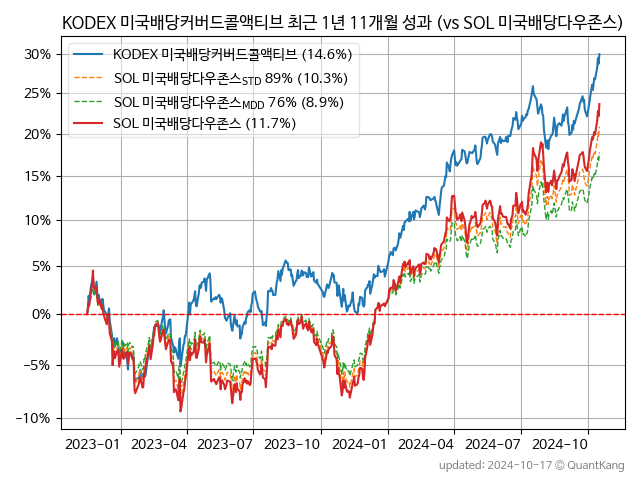 KODEX 미국배당커버드콜액티브 최근 1년 11개월 성과 (vs SOL 미국배당다우존스)
KODEX 미국배당커버드콜액티브 (14.6%)
SOL 미국배당다우존스STD 89% (10.3%)
SOL 미국배당다우존스MDD 76% (8.9%)
SOL 미국배당다우존스 (11.7%)
30%
25%
20%
15%
10%
5%
0%
−5%
−10%
2023-01 2023-04 2023-07 2023-10 2024-01 2024-04 2024-07 2024-10
updated: 2024-10-17 © QuantKang